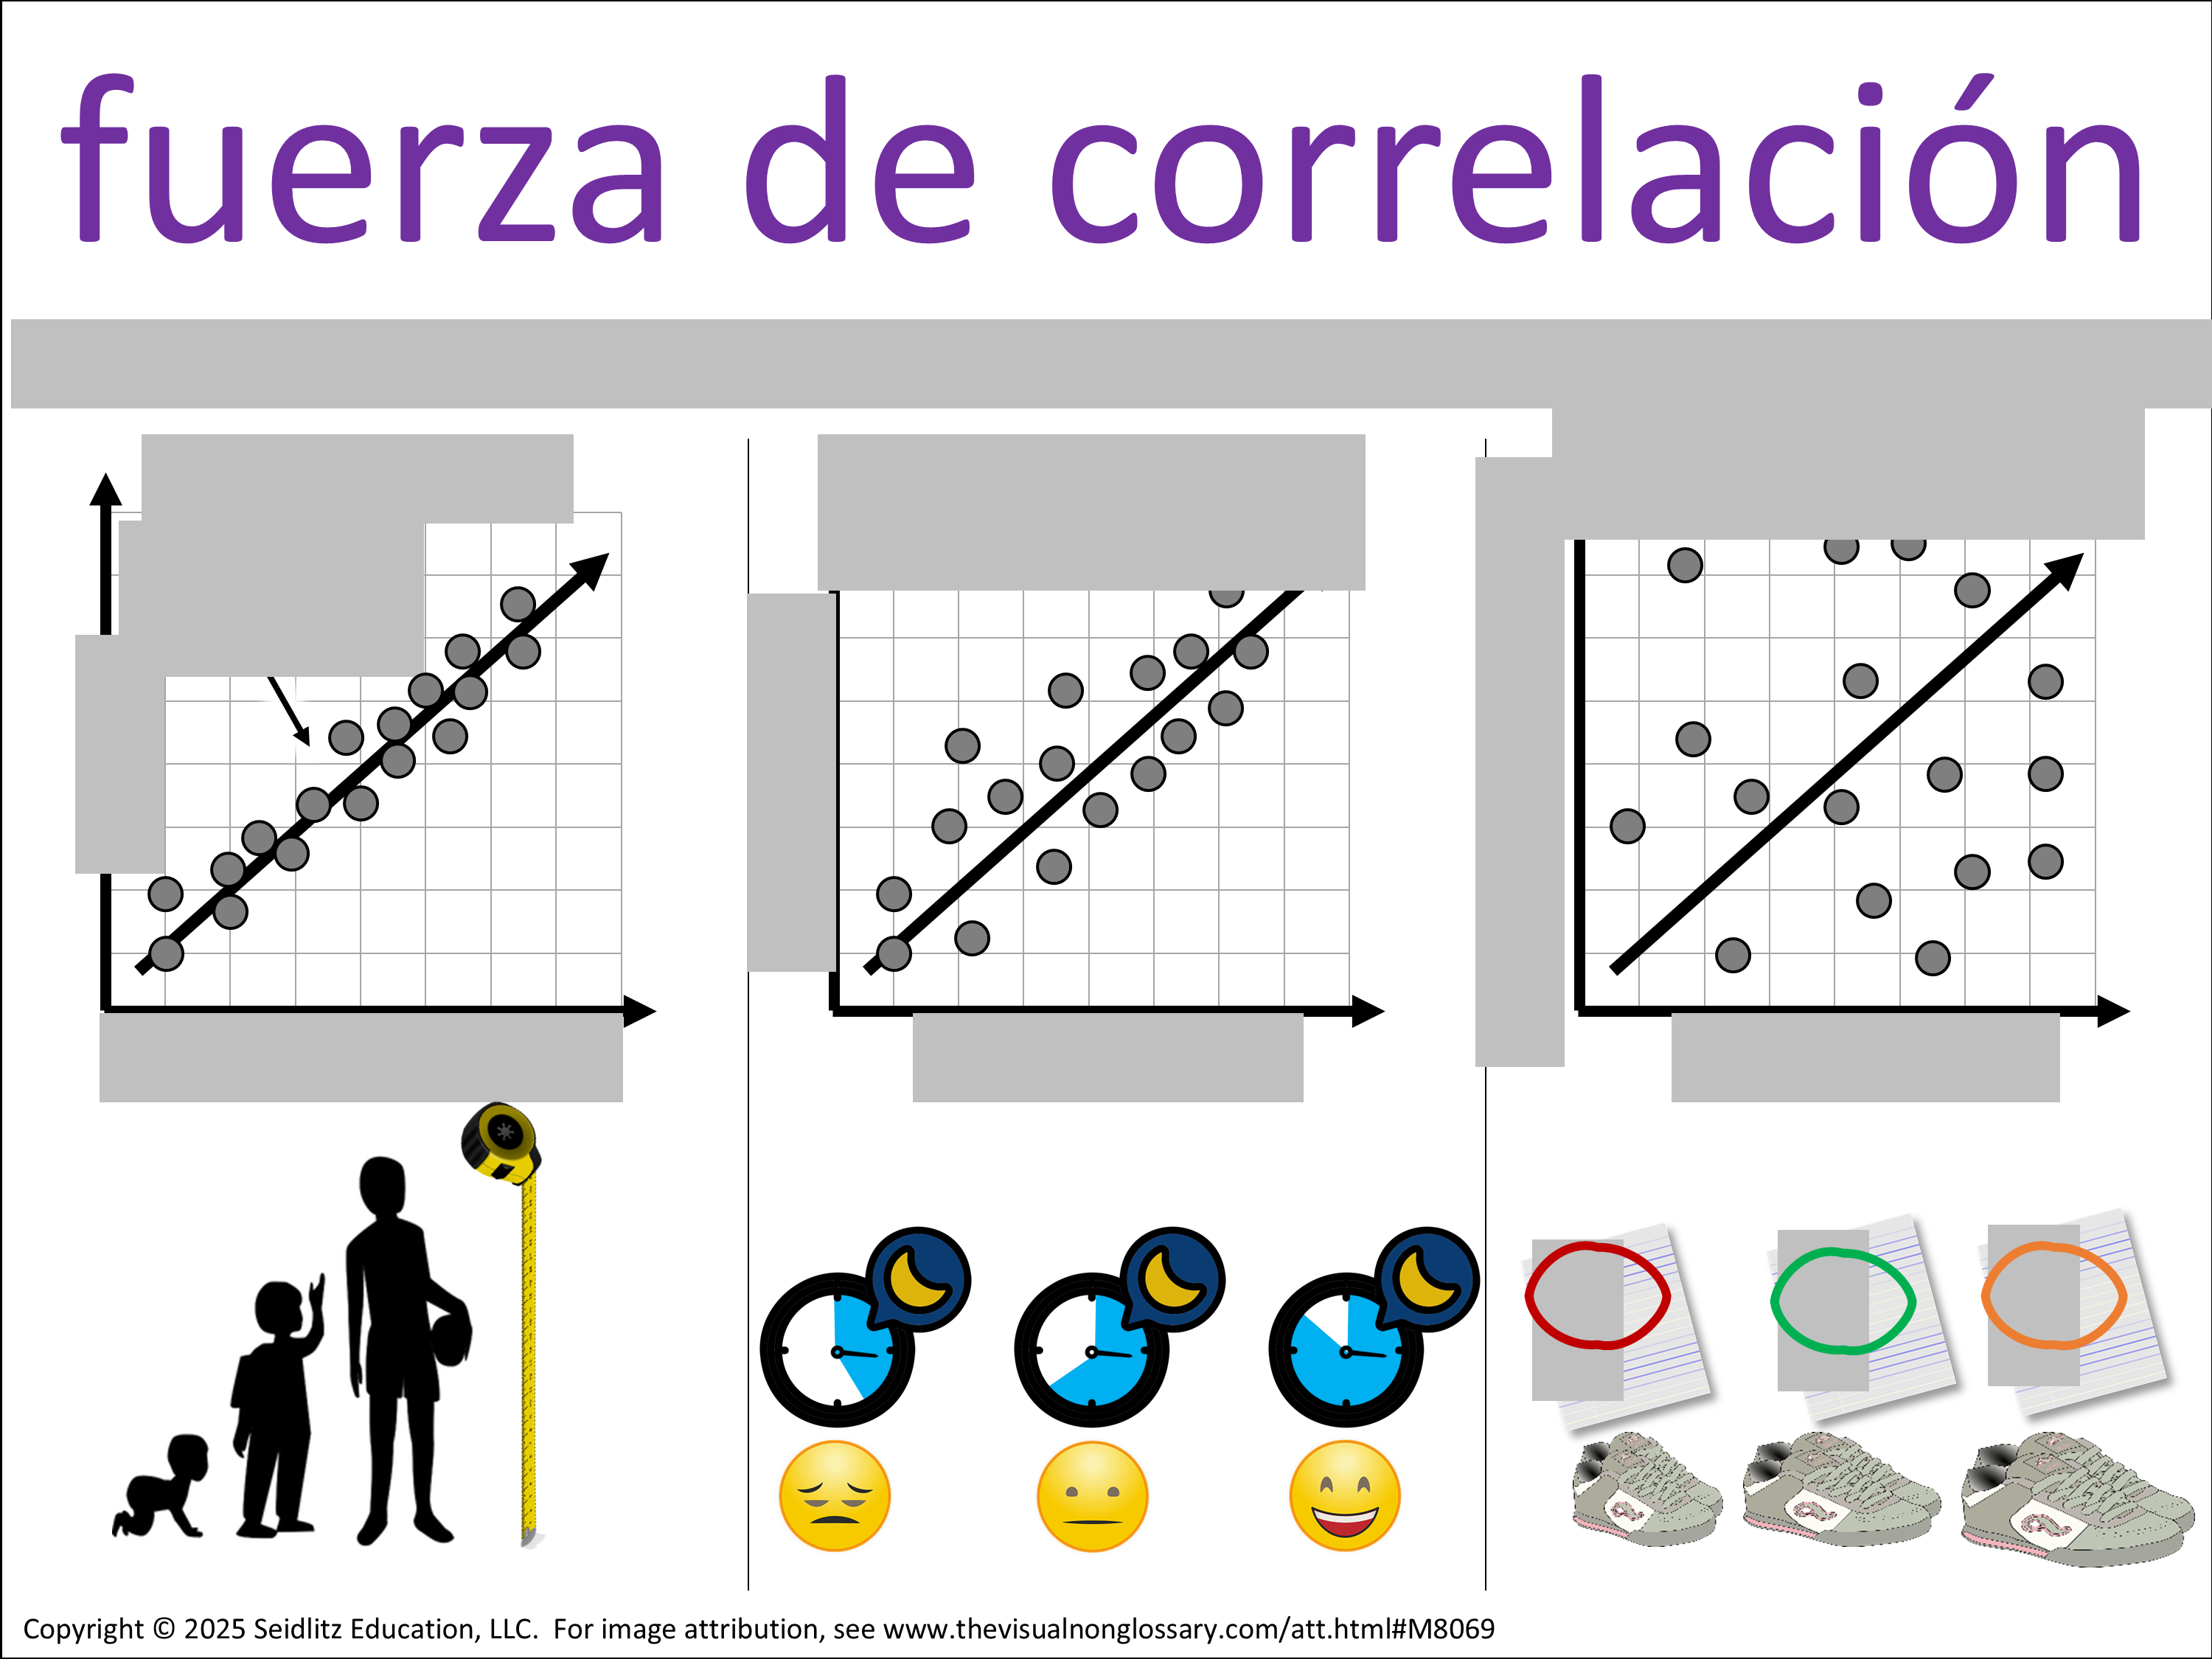 fuerza de correlación
Copyright © 2025 Seidlitz Education, LLC.  For image attribution, see www.thevisualnonglossary.com/att.html#M8069